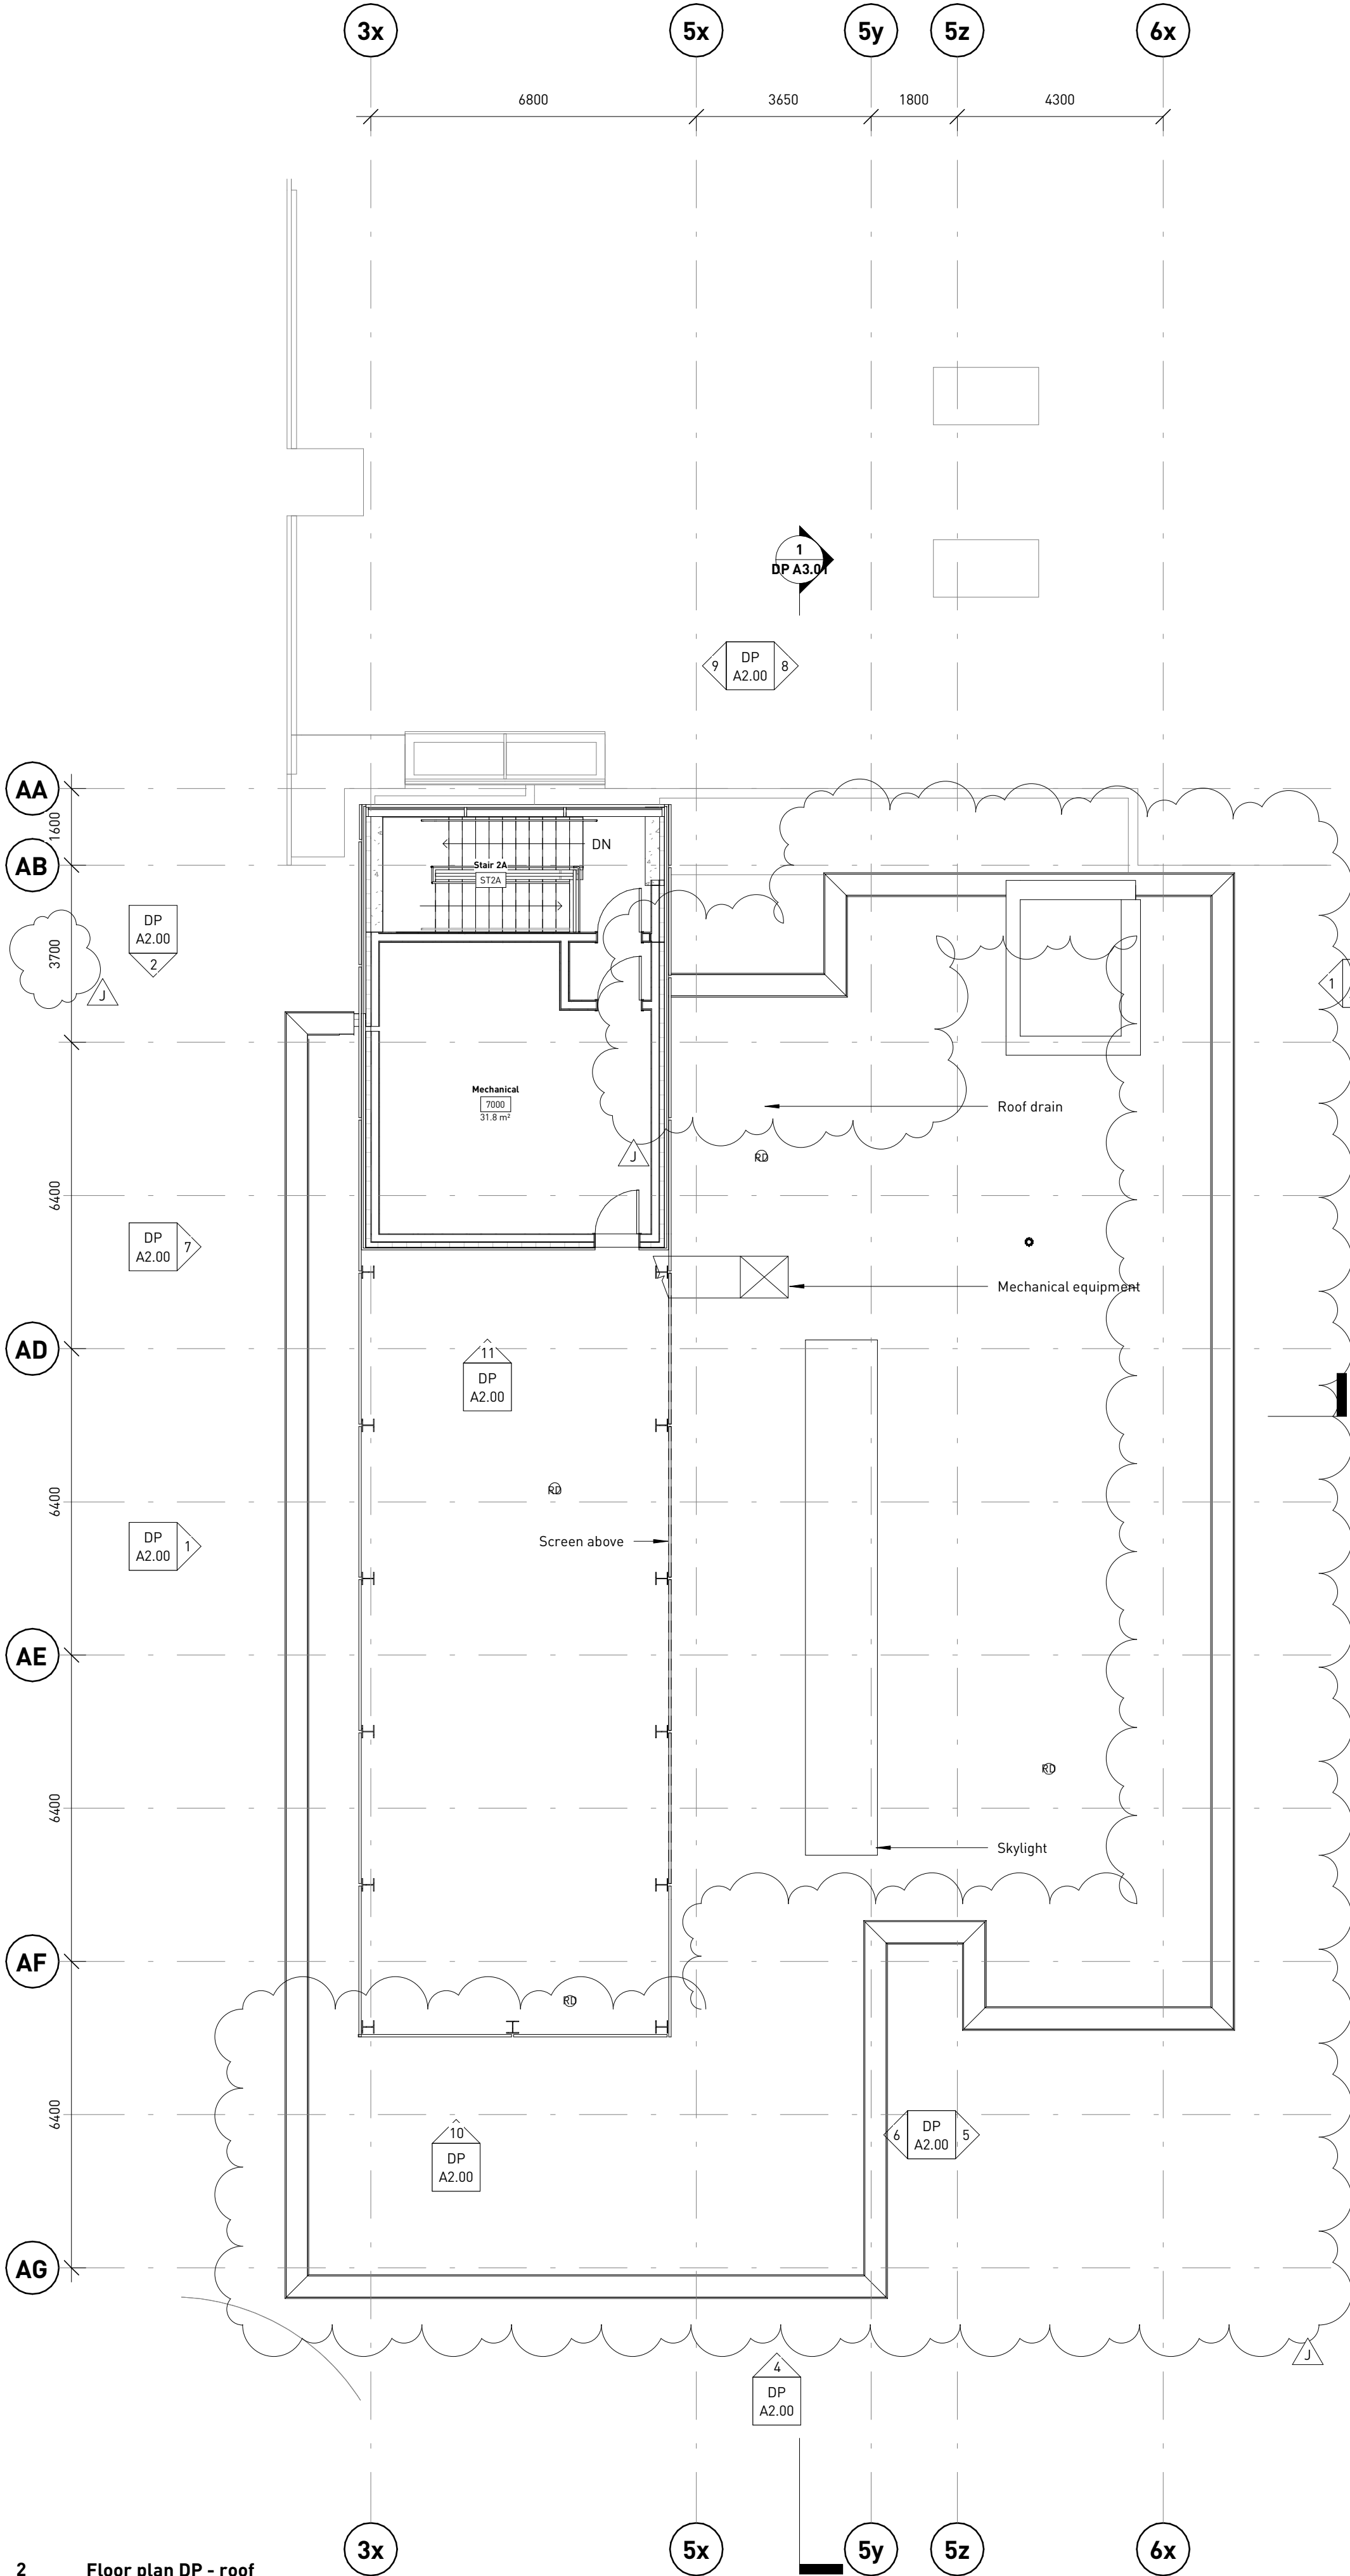 3x 5x 5y 5z 6x
6800 3650 1800 4300
1
DP A3.01
9 DP A2.00 8
AA
1600
AB
DN
Stair 2A
ST2A
DP
A2.00
2
3700
J
1
Mechanical
7000
31.8 m²
Roof drain
J
RD
6400
DP
A2.00
7
Mechanical equipment
AD
11
DP
A2.00
RD
6400
Screen above
DP
A2.00
1
AE
RD
6400
Skylight
AF
RD
6400
10
DP
A2.00
6 DP A2.00 5
AG
J
4
DP
A2.00
3x 5x 5y 5z 6x
2 Floor plan DP - roof